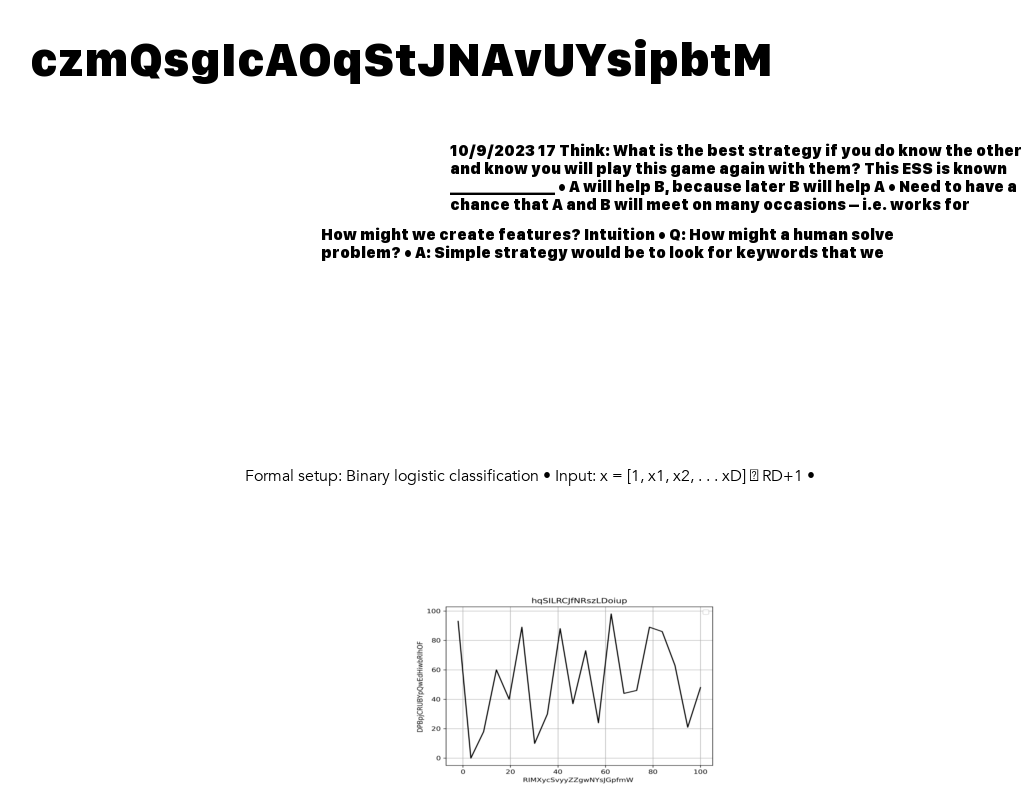 czmQsgIcAOqStJNAvUYsipbtM
10/9/2023 17 Think: What is the best strategy if you do know the other
and know you will play this game again with them? This ESS is known
______________ • A will help B, because later B will help A • Need to have a
chance that A and B will meet on many occasions – i.e. works for
How might we create features? Intuition • Q: How might a human solve
problem? • A: Simple strategy would be to look for keywords that we
Formal setup: Binary logistic classification • Input: x = [1, x1, x2, . . . xD] RD+1 •
hqSILRCJfNRszLDoiup
100
80
60
40
20
0
0 20 40 60 80 100
RIMXycSvyyZZgwNYsJGpfmW